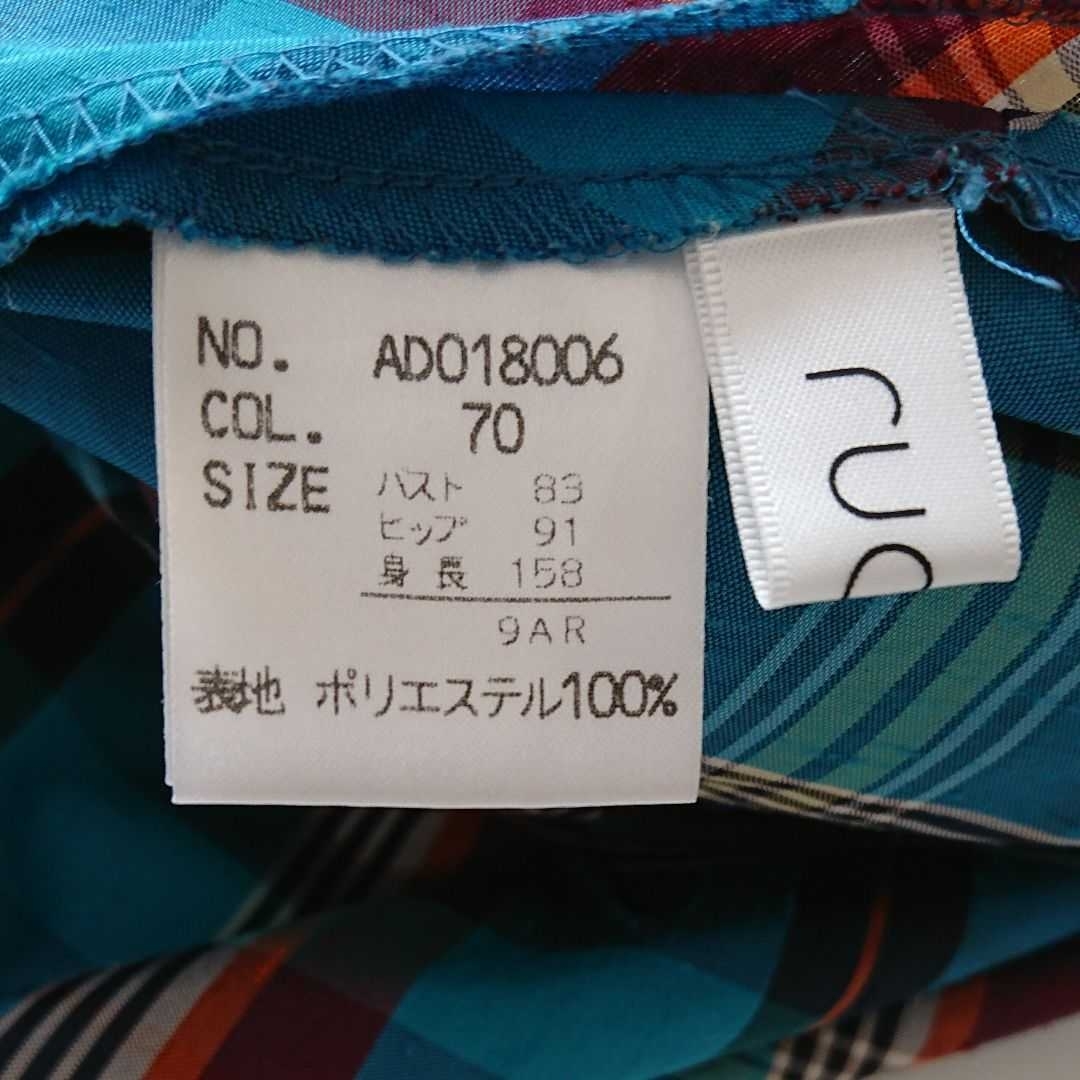 NO. AD018006
COL. 70
SIZE バスト 83
ヒップ 91
身長 158
9AR
表地 ポリエステル100%